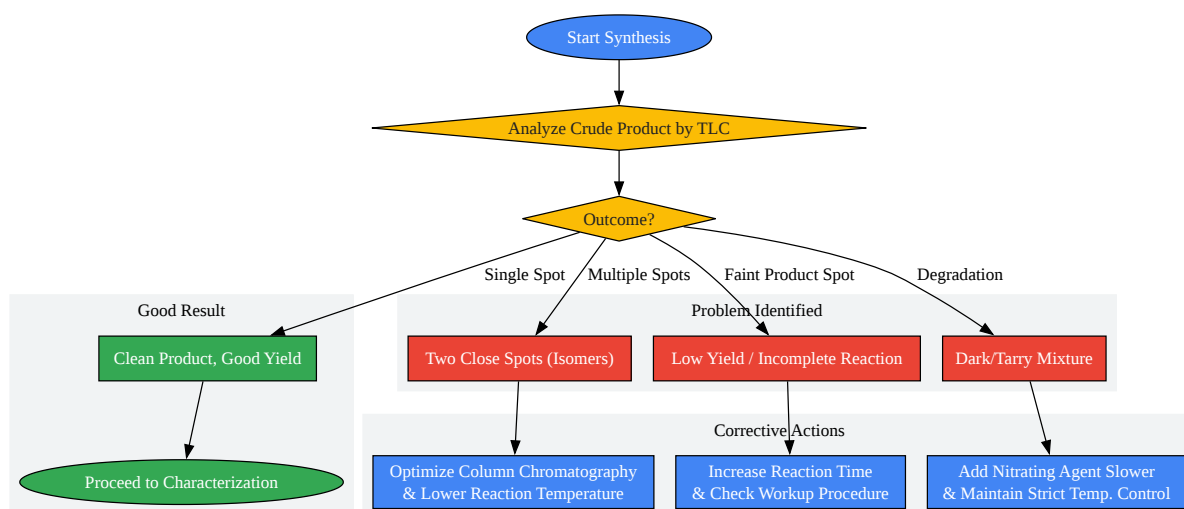 Start Synthesis
Analyze Crude Product by TLC
Outcome?
Single Spot
Multiple Spots
Faint Product Spot
Degradation
Good Result
Problem Identified
Clean Product, Good Yield
Two Close Spots (Isomers)
Low Yield / Incomplete Reaction
Dark/Tarry Mixture
Corrective Actions
Proceed to Characterization
Optimize Column Chromatography
& Lower Reaction Temperature
Increase Reaction Time
& Check Workup Procedure
Add Nitrating Agent Slower
& Maintain Strict Temp. Control